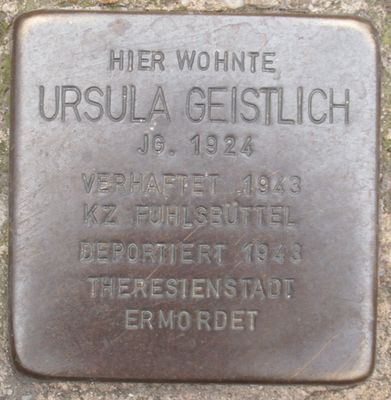 HIER WOHNTE
URSULA GEISTLICH
JG. 1924
VERHAFTET 1943
KZ FUHLSBÜTTEL
DEPORTIERT 1943
THERESIENSTADT
ERMORDET